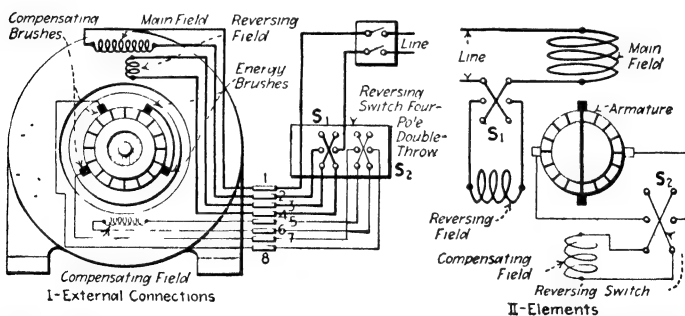 Compensating
Brushes
Main Field
Reversing
Field
Energy
Brushes
Line
Reversing
Switch Four-
Pole
Double-
Throw
S1
S2
1
2
3
4
5
6
7
8
Compensating Field
I-External Connections
Line
Main
Field
Armature
S1
S2
Reversing
Field
Compensating
Field
Reversing Switch
II-Elements